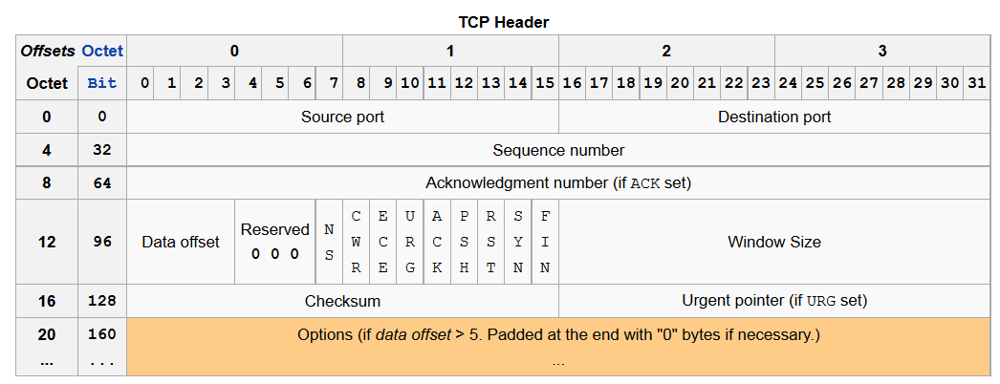 TCP Header
Offsets Octet 0 1 2 3
Octet Bit 0 1 2 3 4 5 6 7 8 9 10 11 12 13 14 15 16 17 18 19 20 21 22 23 24 25 26 27 28 29 30 31
0 0 Source port Destination port
4 32 Sequence number
8 64 Acknowledgment number (if ACK set)
12 96 Data offset Reserved 0 0 0 NS CWR ECE URG ACK PSH RST SYN FIN Window Size
16 128 Checksum Urgent pointer (if URG set)
20 160 Options (if data offset > 5. Padded at the end with "0" bytes if necessary.)
... ... ...